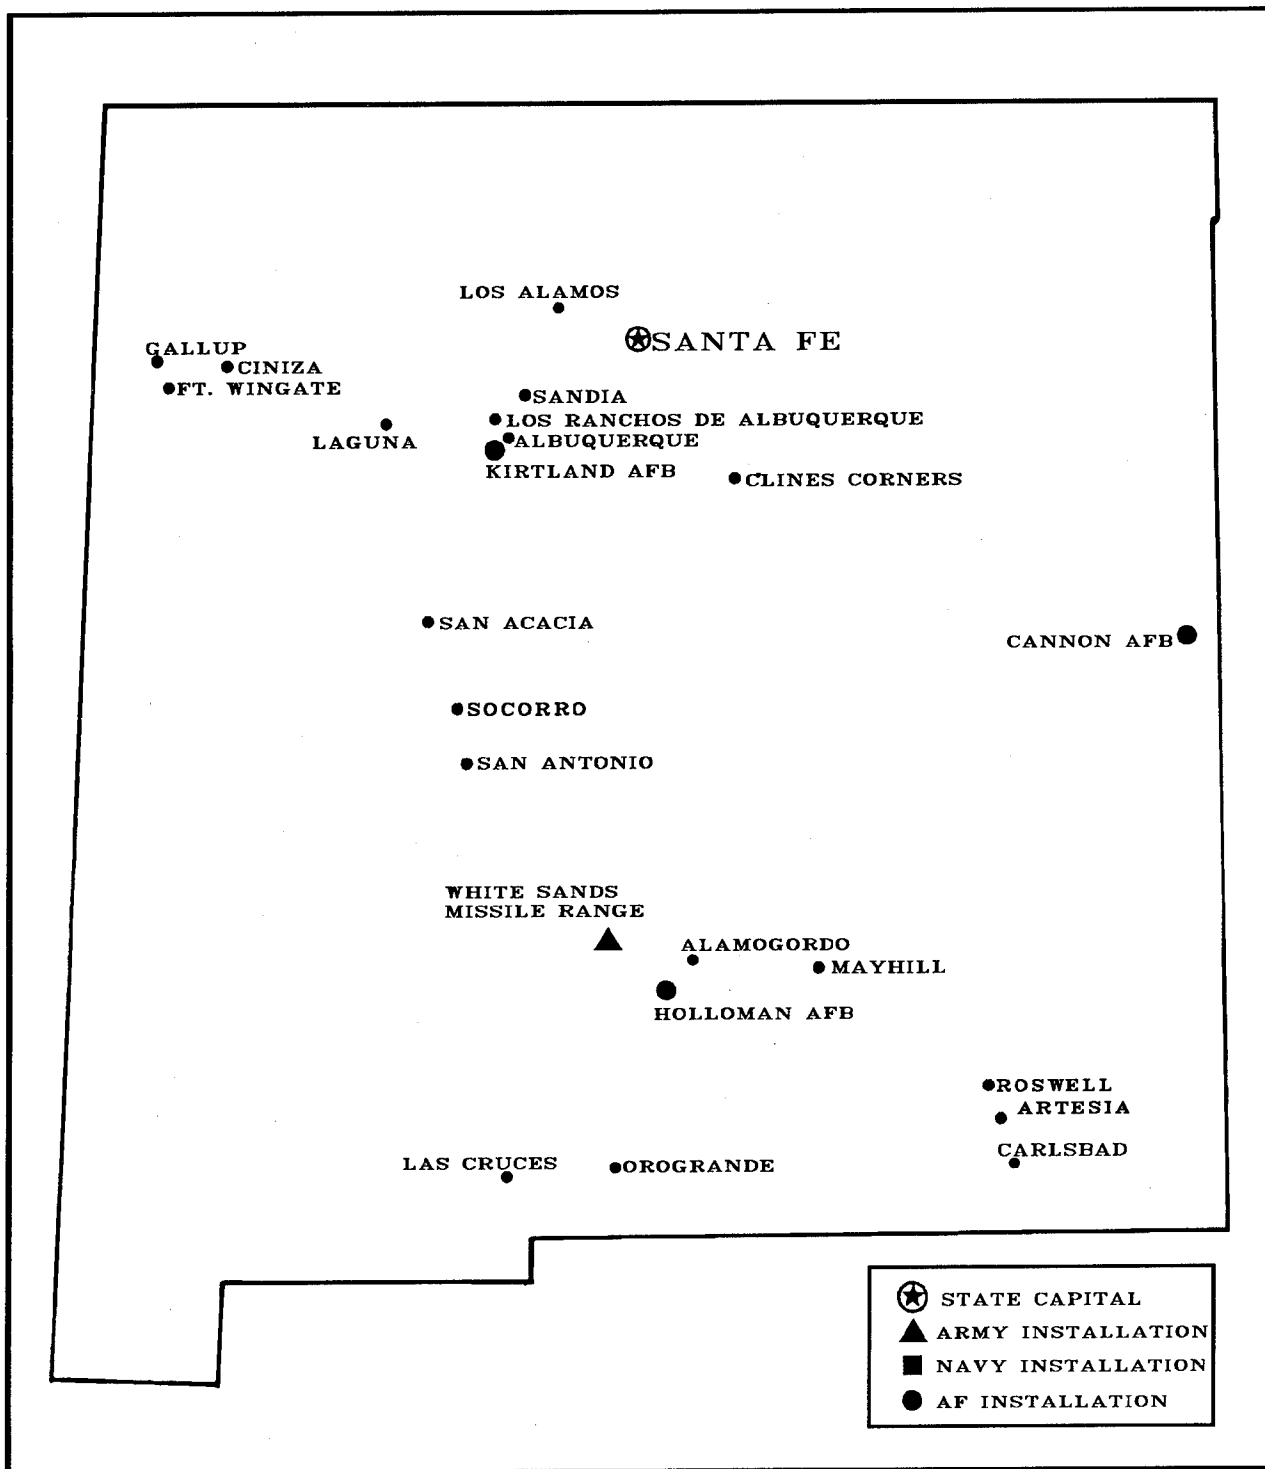 LOS ALAMOS
SANTA FE
GALLUP
CINIZA
FT. WINGATE
SANDIA
LOS RANCHOS DE ALBUQUERQUE
LAGUNA
ALBUQUERQUE
KIRTLAND AFB
CLINES CORNERS
SAN ACACIA
CANNON AFB
SOCORRO
SAN ANTONIO
WHITE SANDS
MISSILE RANGE
ALAMOGORDO
MAYHILL
HOLLOMAN AFB
ROSWELL
ARTESIA
CARLSBAD
LAS CRUCES
OROGRANDE
STATE CAPITAL
ARMY INSTALLATION
NAVY INSTALLATION
AF INSTALLATION